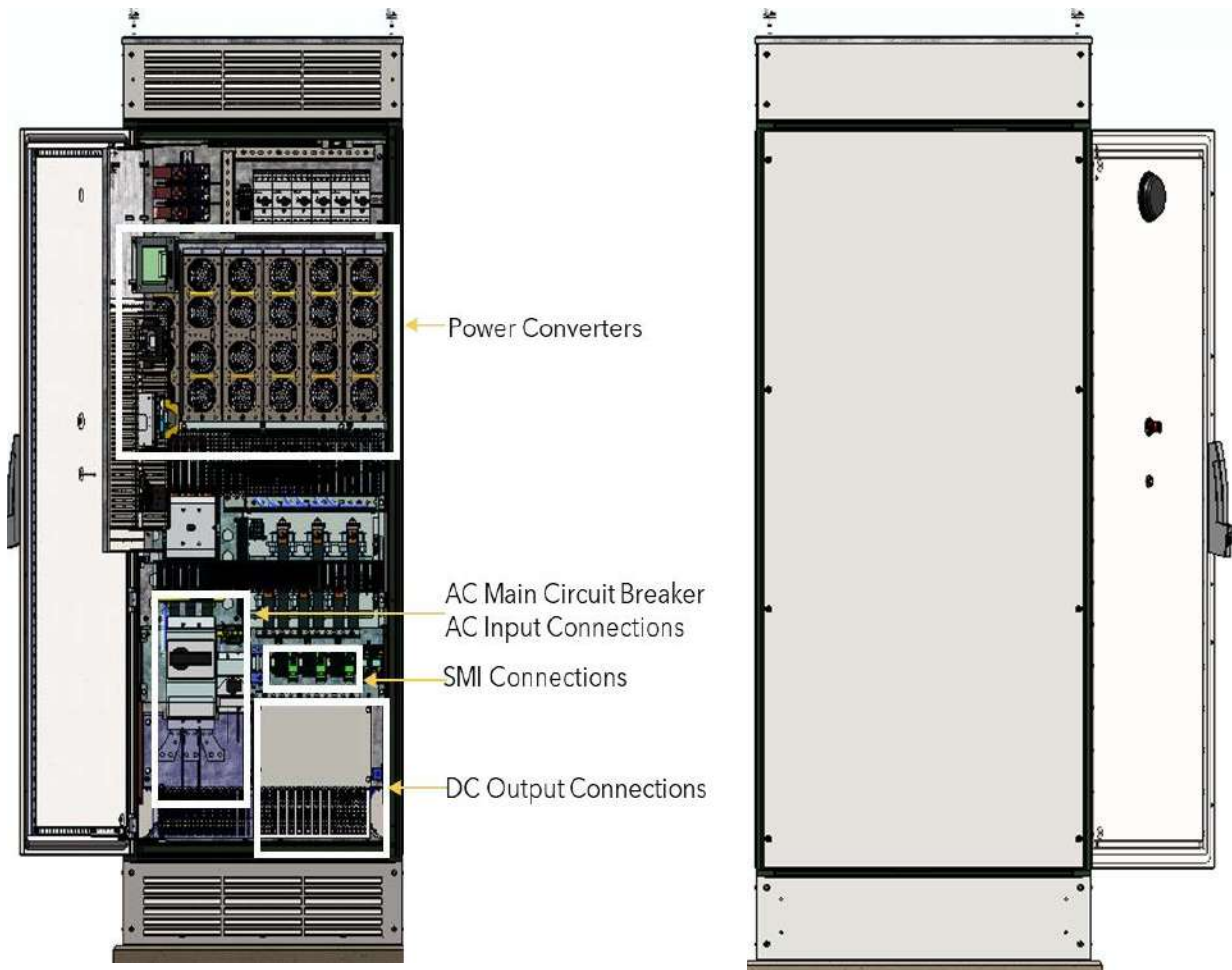 Power Converters
AC Main Circuit Breaker
AC Input Connections
SMI Connections
DC Output Connections